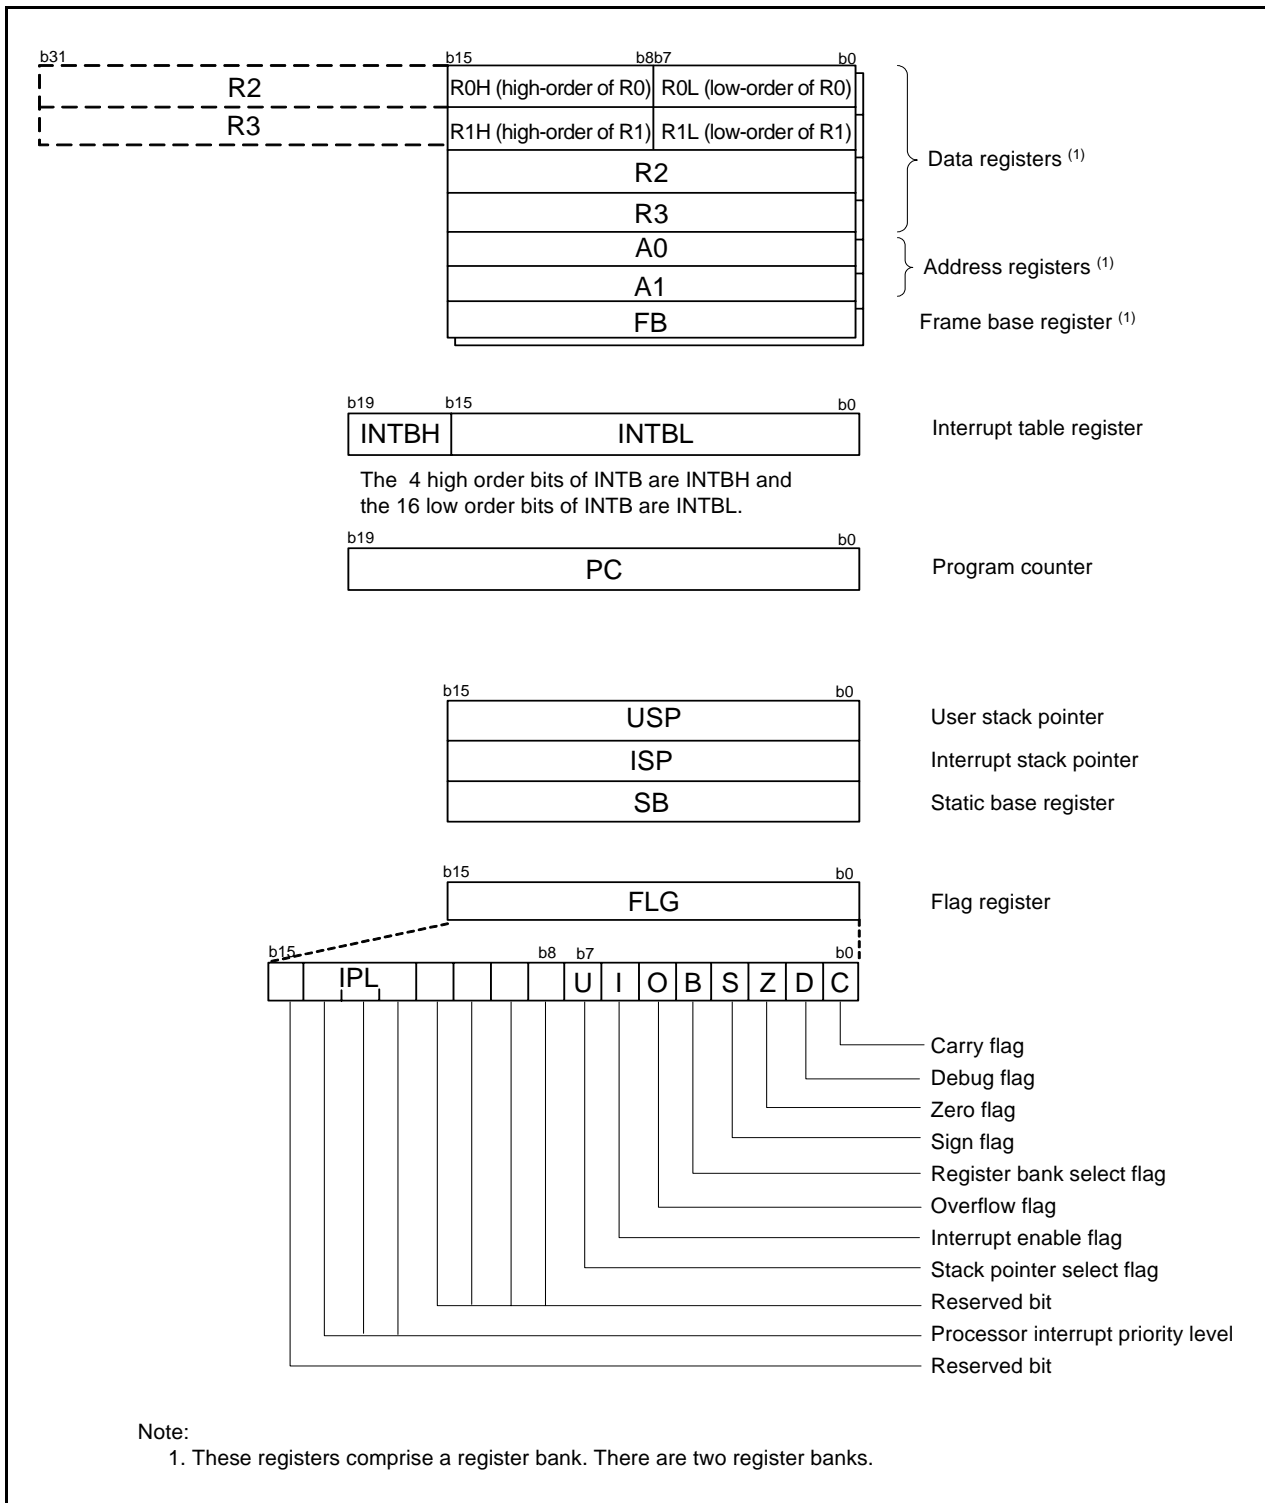 b31 b15 b8b7 b0
R2 R0H (high-order of R0) R0L (low-order of R0)
R3 R1H (high-order of R1) R1L (low-order of R1)
Data registers (1)
R2
R3
A0
Address registers (1)
A1
FB Frame base register (1)
b19 b15 b0
INTBH INTBL Interrupt table register
The 4 high order bits of INTB are INTBH and
the 16 low order bits of INTB are INTBL.
b19 b0
PC Program counter
b15 b0
USP User stack pointer
ISP Interrupt stack pointer
SB Static base register
b15 b0
FLG Flag register
b15 b8 b7 b0
IPL U I O B S Z D C
Carry flag
Debug flag
Zero flag
Sign flag
Register bank select flag
Overflow flag
Interrupt enable flag
Stack pointer select flag
Reserved bit
Processor interrupt priority level
Reserved bit
Note:
1. These registers comprise a register bank. There are two register banks.